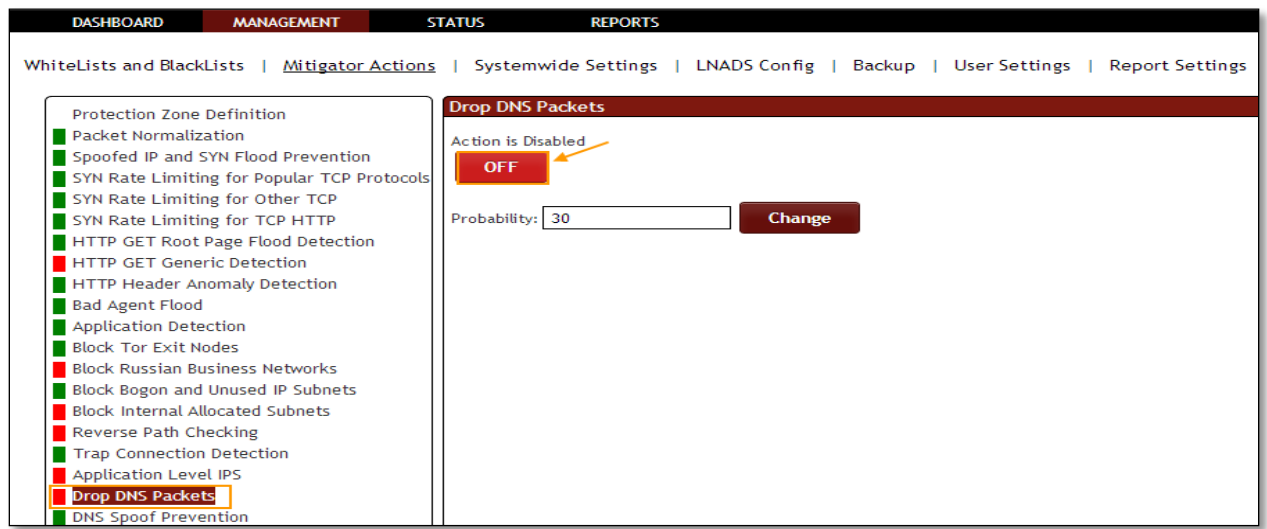 DASHBOARD MANAGEMENT STATUS REPORTS
WhiteLists and BlackLists | Mitigator Actions | Systemwide Settings | LNADS Config | Backup | User Settings | Report Settings
Protection Zone Definition
Packet Normalization
Spoofed IP and SYN Flood Prevention
SYN Rate Limiting for Popular TCP Protocols
SYN Rate Limiting for Other TCP
SYN Rate Limiting for TCP HTTP
HTTP GET Root Page Flood Detection
HTTP GET Generic Detection
HTTP Header Anomaly Detection
Bad Agent Flood
Application Detection
Block Tor Exit Nodes
Block Russian Business Networks
Block Bogon and Unused IP Subnets
Block Internal Allocated Subnets
Reverse Path Checking
Trap Connection Detection
Application Level IPS
Drop DNS Packets
DNS Spoof Prevention
Drop DNS Packets
Action is Disabled
OFF
Probability: 30 Change